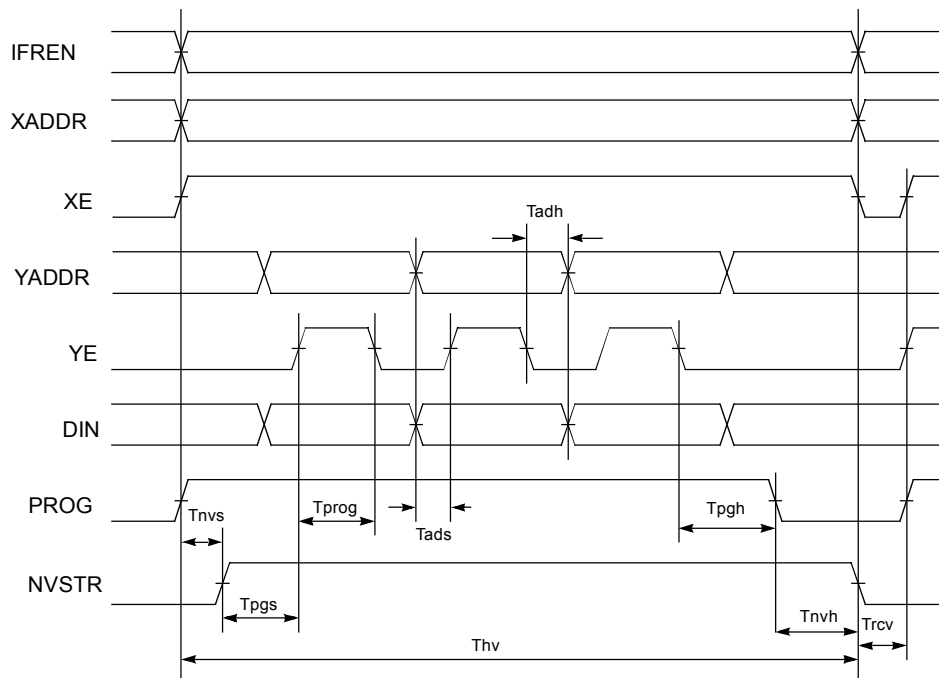 IFREN
XADDR
XE
Tadh
YADDR
YE
DIN
PROG
Tnvs
Tprog
Tads
Tpgh
NVSTR
Tpgs
Tnvh
Trcv
Thv